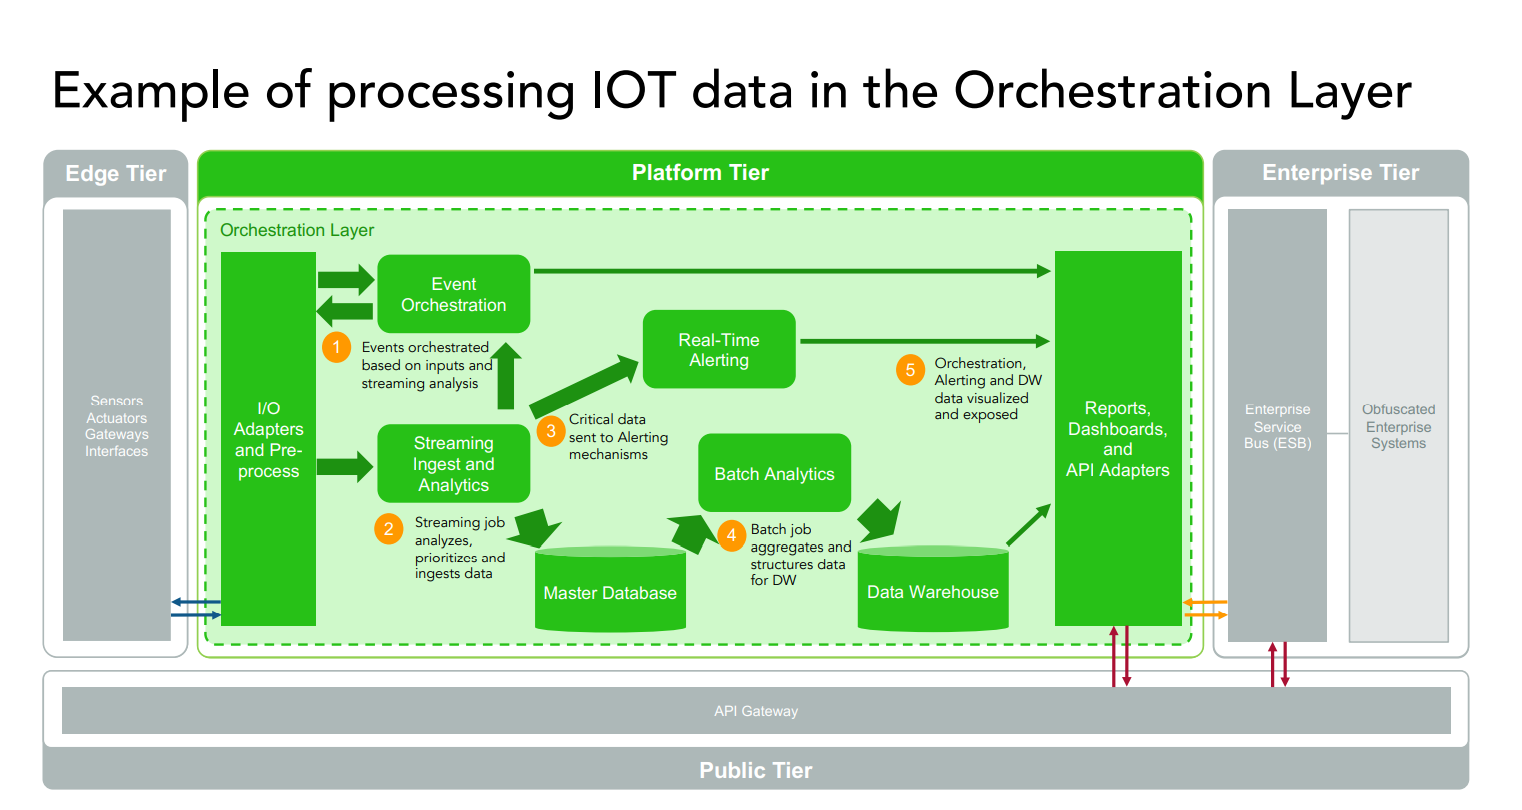 Example of processing IOT data in the Orchestration Layer
Edge Tier
Platform Tier
Enterprise Tier
Orchestration Layer
Sensors
Actuators
Gateways
Interfaces
I/O
Adapters
and Pre-
process
Event
Orchestration
1
Events orchestrated
based on inputs and
streaming analysis
Streaming
Ingest and
Analytics
2
Streaming job
analyzes,
prioritizes and
ingests data
Real-Time
Alerting
3
Critical data
sent to Alerting
mechanisms
Master Database
Batch Analytics
4
Batch job
aggregates and
structures data
for DW
Data Warehouse
5
Orchestration,
Alerting and DW
data visualized
and exposed
Reports,
Dashboards,
and
API Adapters
Enterprise
Service
Bus (ESB)
Obfuscated
Enterprise
Systems
API Gateway
Public Tier